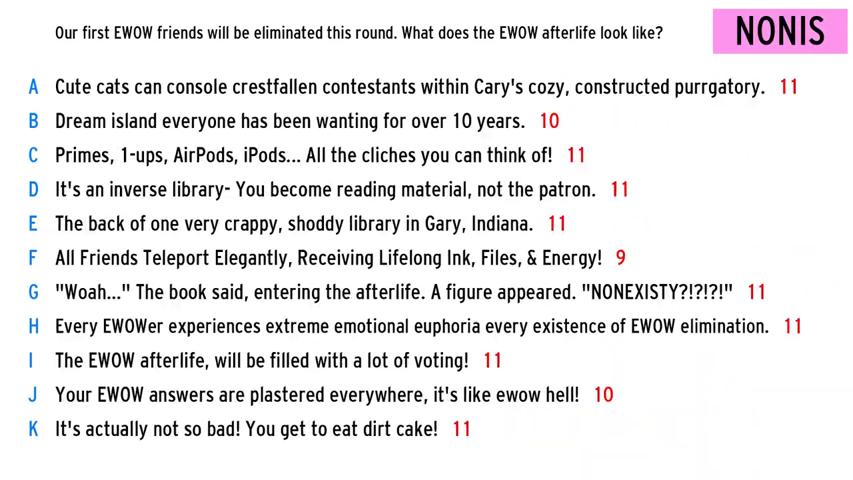 Our first EWOW friends will be eliminated this round. What does the EWOW afterlife look like?
NONIS
A Cute cats can console crestfallen contestants within Cary's cozy, constructed purrgatory. 11
B Dream island everyone has been wanting for over 10 years. 10
C Primes, 1-ups, AirPods, iPods... All the cliches you can think of! 11
D It's an inverse library- You become reading material, not the patron. 11
E The back of one very crappy, shoddy library in Gary, Indiana. 11
F All Friends Teleport Elegantly, Receiving Lifelong Ink, Files, & Energy! 9
G "Woah..." The book said, entering the afterlife. A figure appeared. "NONEXISTY?!?!?!" 11
H Every EWOWer experiences extreme emotional euphoria every existence of EWOW elimination. 11
I The EWOW afterlife, will be filled with a lot of voting! 11
J Your EWOW answers are plastered everywhere, it's like ewow hell! 10
K It's actually not so bad! You get to eat dirt cake! 11